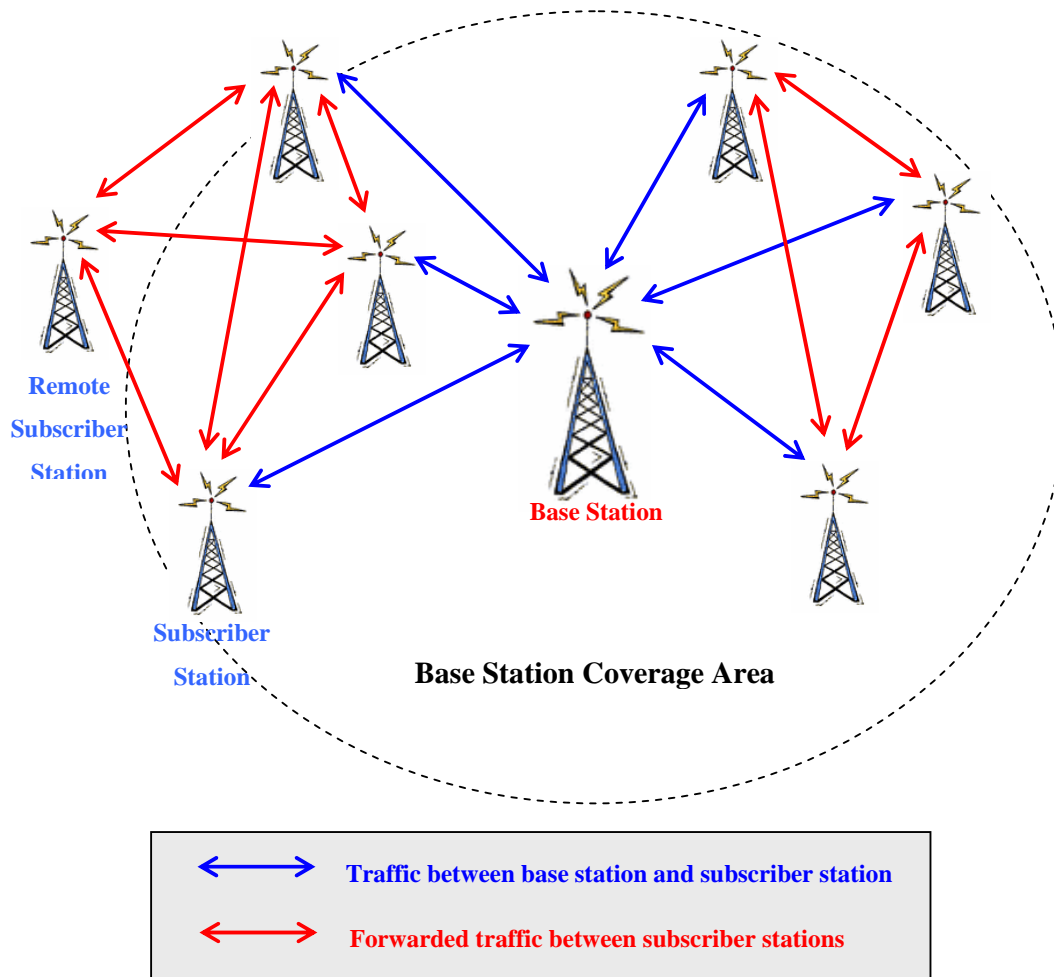 Remote
Subscriber
Station
Base Station
Subscriber
Station
Base Station Coverage Area
Traffic between base station and subscriber station
Forwarded traffic between subscriber stations